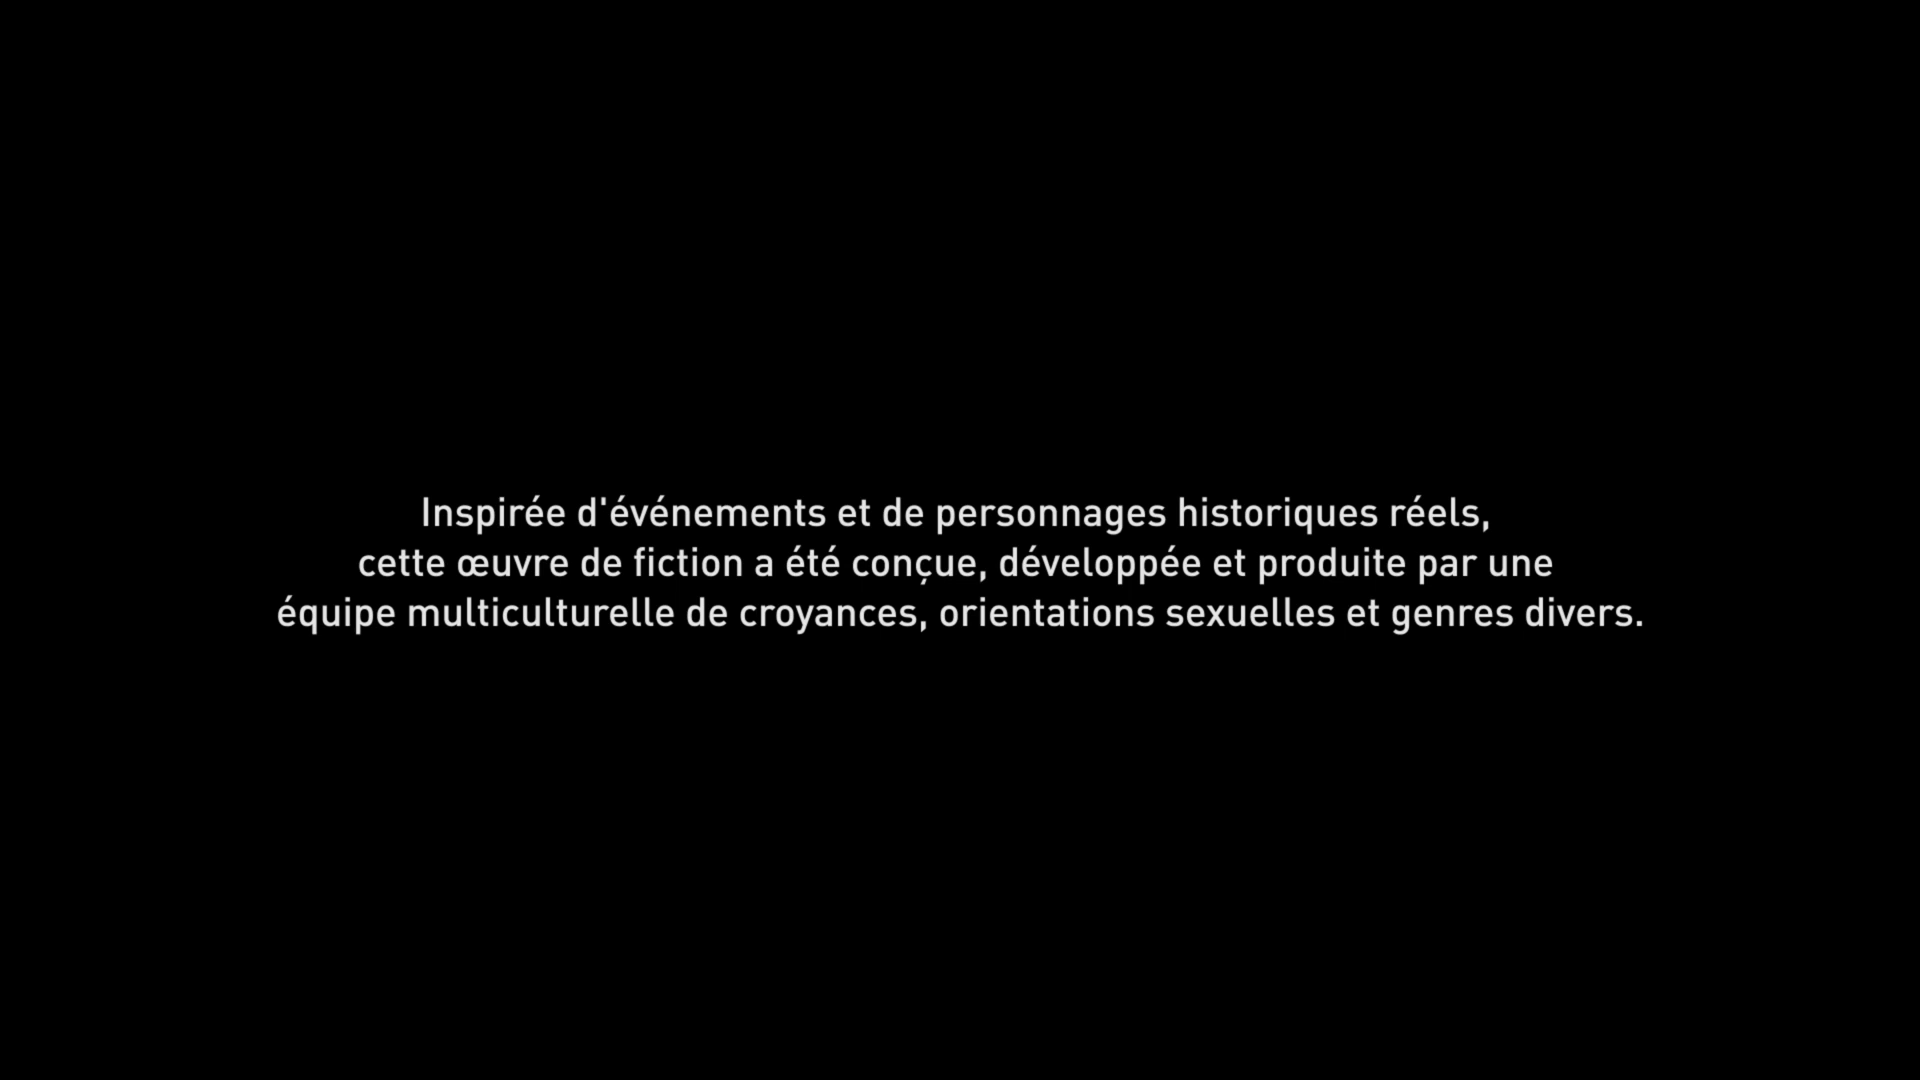 Inspirée d'événements et de personnages historiques réels,
cette œuvre de fiction a été conçue, développée et produite par une
équipe multiculturelle de croyances, orientations sexuelles et genres divers.